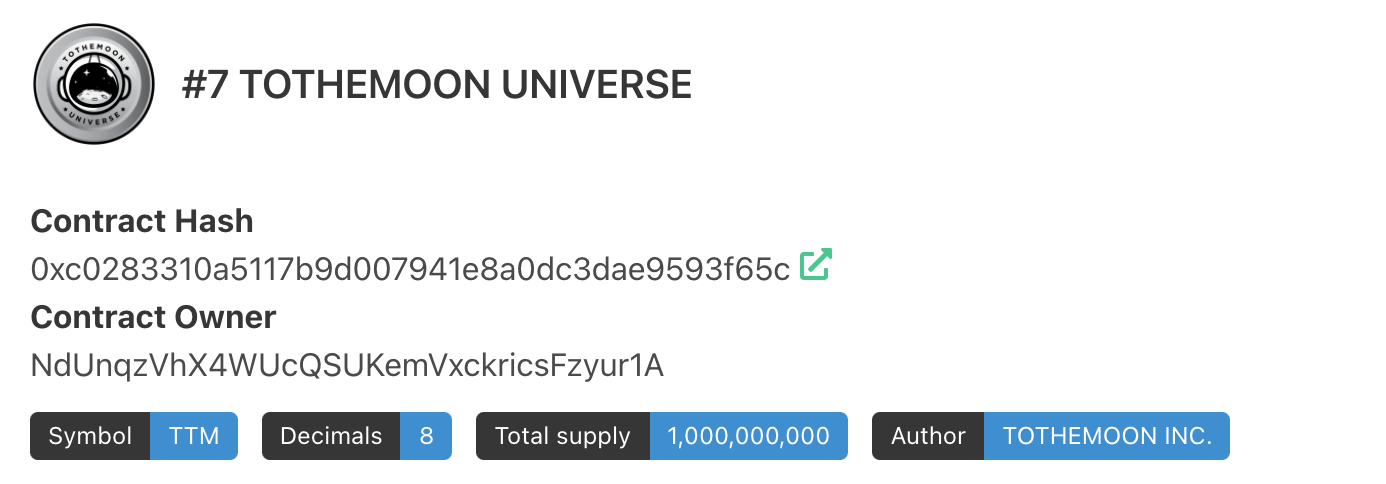 TOTHEMOON
UNIVERSE
#7 TOTHEMOON UNIVERSE
Contract Hash
0xc0283310a5117b9d007941e8a0dc3dae9593f65c
Contract Owner
NdUnqzVhX4WUcQSUKemVxckricsFzyur1A
Symbol TTM Decimals 8 Total supply 1,000,000,000 Author TOTHEMOON INC.